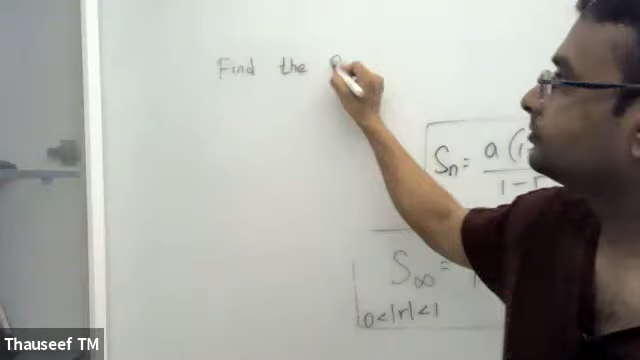 Find the
Sn = a(1
1-r
S∞ =
0<|r|<1
Thauseef TM